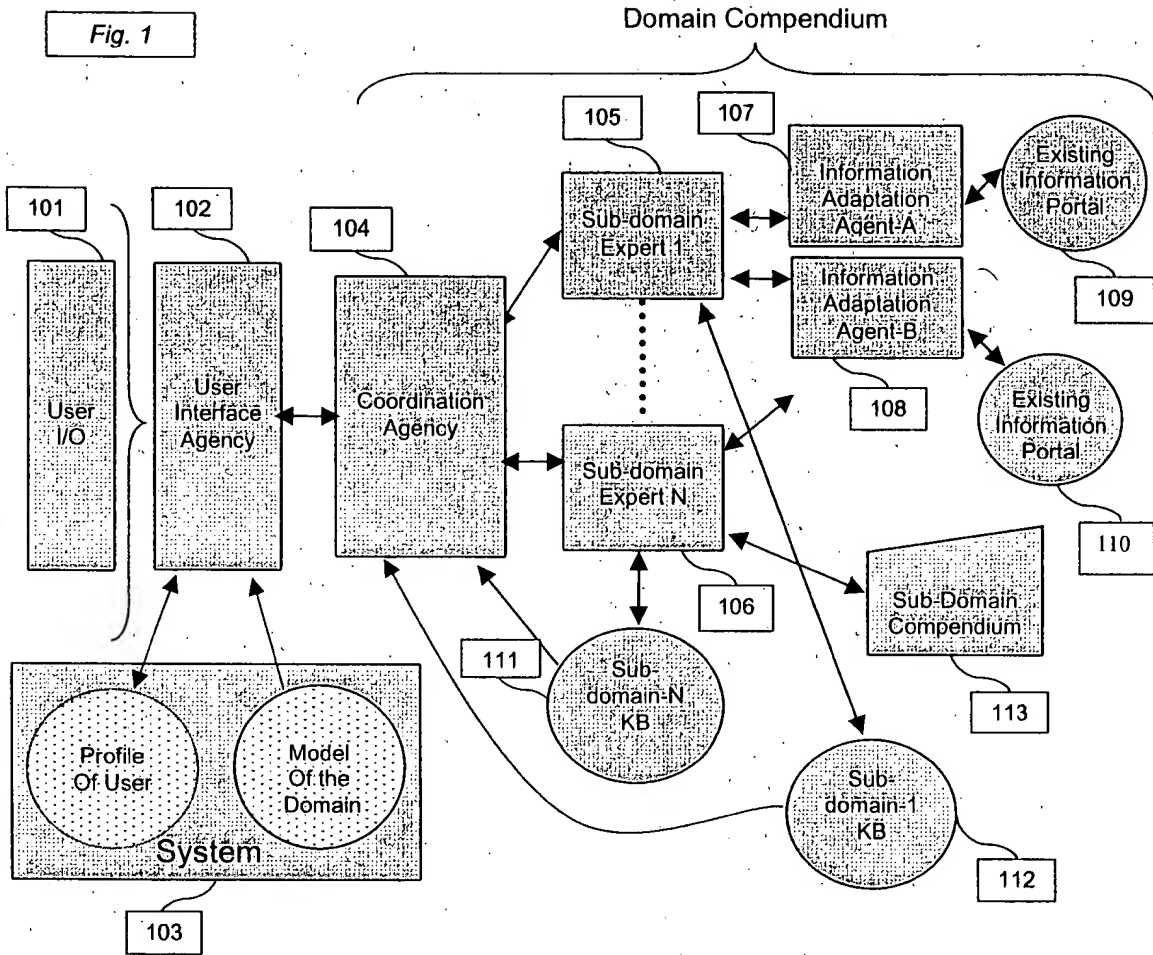 Fig. 1
Domain Compendium
105
107
Existing
Information
Portal
Information
Adaptation
Agent-A
101
102
104
Sub-domain
Expert 1
109
Information
Adaptation
Agent-B
User
I/O
User
Interface
Agency
Coordination
Agency
108
Existing
Information
Portal
Sub-domain
Expert N
110
106
Sub-Domain
Compendium
111
Sub-
domain-N
KB
113
Profile
Of User
Model
Of the
Domain
Sub-
domain-1
KB
System
112
103